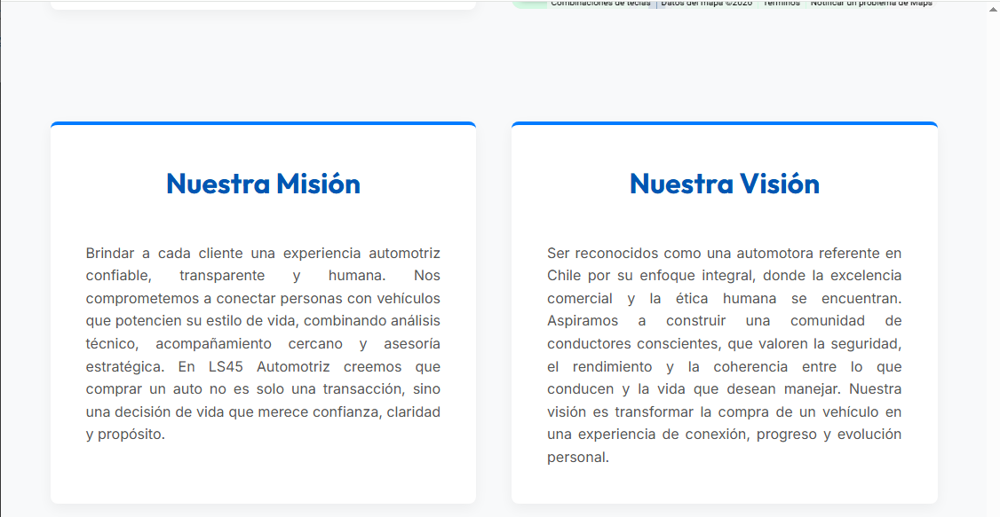 Combinaciones de teclas Datos del mapa ©2026 Términos Notificar un problema de Maps
Nuestra Misión
Brindar a cada cliente una experiencia automotriz
confiable, transparente y humana. Nos
comprometemos a conectar personas con vehículos
que potencien su estilo de vida, combinando análisis
técnico, acompañamiento cercano y asesoría
estratégica. En LS45 Automotriz creemos que
comprar un auto no es solo una transacción, sino
una decisión de vida que merece confianza, claridad
y propósito.
Nuestra Visión
Ser reconocidos como una automotora referente en
Chile por su enfoque integral, donde la excelencia
comercial y la ética humana se encuentran.
Aspiramos a construir una comunidad de
conductores conscientes, que valoren la seguridad,
el rendimiento y la coherencia entre lo que
conducen y la vida que desean manejar. Nuestra
visión es transformar la compra de un vehículo en
una experiencia de conexión, progreso y evolución
personal.